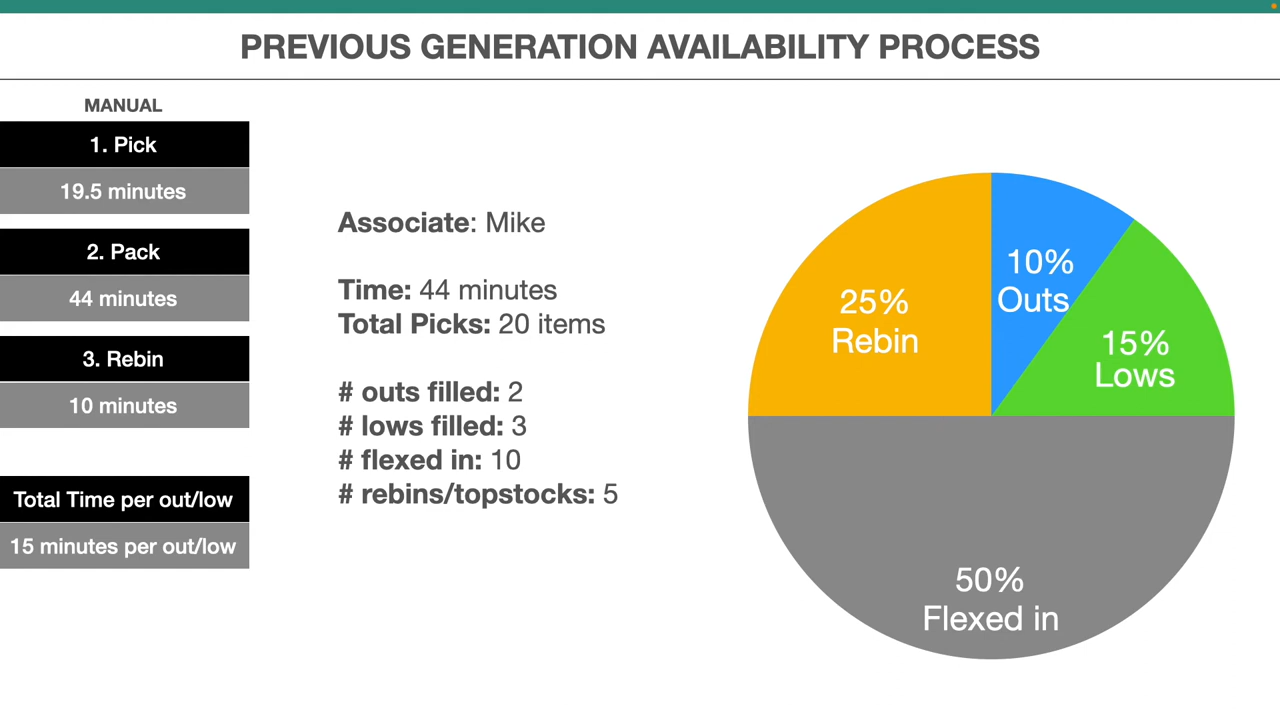 PREVIOUS GENERATION AVAILABILITY PROCESS
MANUAL
1. Pick
19.5 minutes
2. Pack
44 minutes
3. Rebin
10 minutes
Total Time per out/low
15 minutes per out/low
Associate: Mike
Time: 44 minutes
Total Picks: 20 items
# outs filled: 2
# lows filled: 3
# flexed in: 10
# rebins/topstocks: 5
25%
Rebin
10%
Outs
15%
Lows
50%
Flexed in